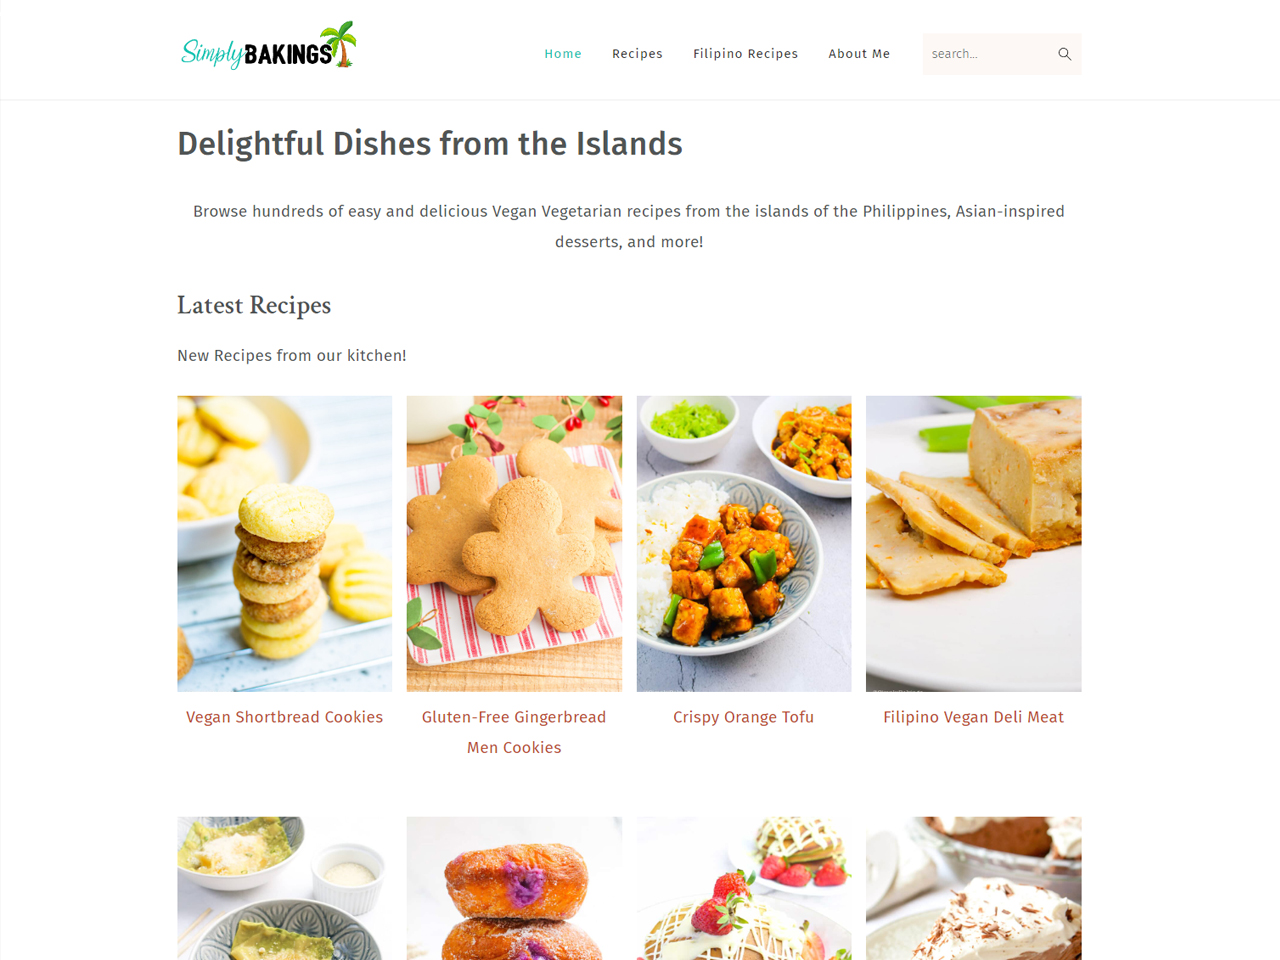 Simply BAKINGS
Home
Recipes
Filipino Recipes
About Me
search...
Delightful Dishes from the Islands
Browse hundreds of easy and delicious Vegan Vegetarian recipes from the islands of the Philippines, Asian-inspired
desserts, and more!
Latest Recipes
New Recipes from our kitchen!
Vegan Shortbread Cookies
Gluten-Free Gingerbread
Men Cookies
Crispy Orange Tofu
Filipino Vegan Deli Meat